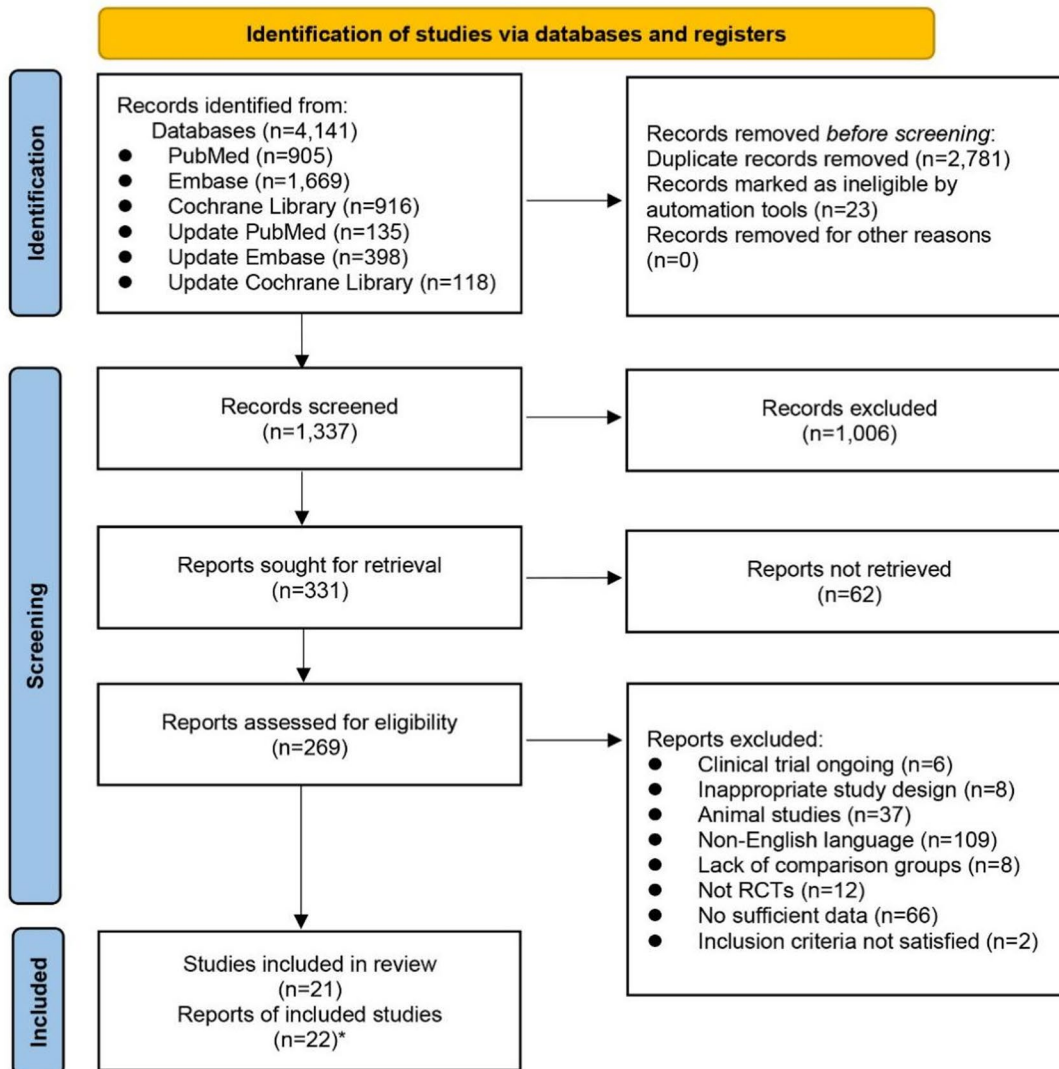 Identification of studies via databases and registers
Identification
Records identified from:
Databases (n=4,141)
● PubMed (n=905)
● Embase (n=1,669)
● Cochrane Library (n=916)
● Update PubMed (n=135)
● Update Embase (n=398)
● Update Cochrane Library (n=118)
Records removed before screening:
Duplicate records removed (n=2,781)
Records marked as ineligible by
automation tools (n=23)
Records removed for other reasons
(n=0)
Screening
Records screened
(n=1,337)
Records excluded
(n=1,006)
Reports sought for retrieval
(n=331)
Reports not retrieved
(n=62)
Reports assessed for eligibility
(n=269)
Reports excluded:
● Clinical trial ongoing (n=6)
● Inappropriate study design (n=8)
● Animal studies (n=37)
● Non-English language (n=109)
● Lack of comparison groups (n=8)
● Not RCTs (n=12)
● No sufficient data (n=66)
● Inclusion criteria not satisfied (n=2)
Included
Studies included in review
(n=21)
Reports of included studies
(n=22)*